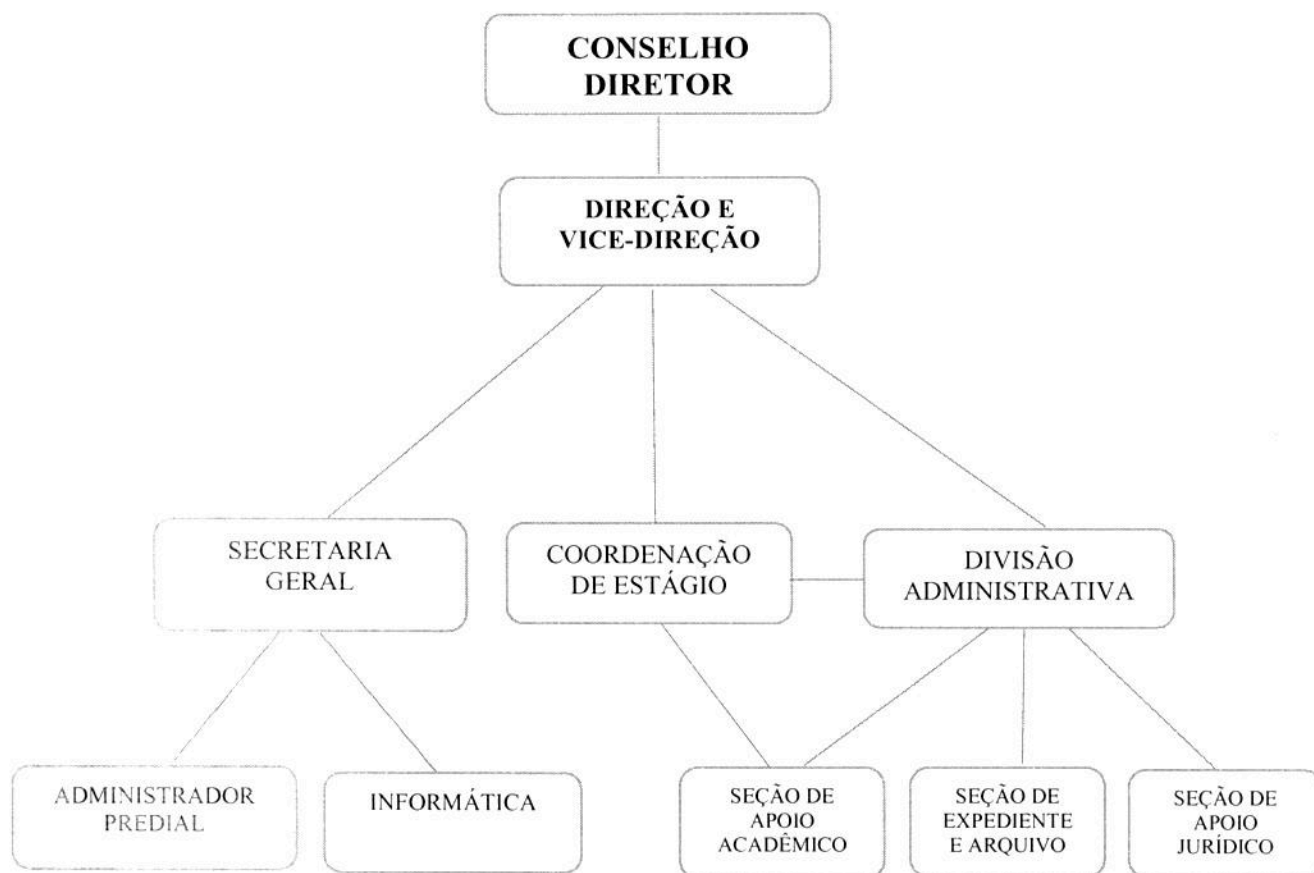 CONSELHO
DIRETOR
DIREÇÃO E
VICE-DIREÇÃO
SECRETARIA
GERAL
COORDENAÇÃO
DE ESTÁGIO
DIVISÃO
ADMINISTRATIVA
ADMINISTRADOR
PREDIAL
INFORMÁTICA
SEÇÃO DE
APOIO
ACADÊMICO
SEÇÃO DE
EXPEDIENTE
E ARQUIVO
SEÇÃO DE
APOIO
JURÍDICO